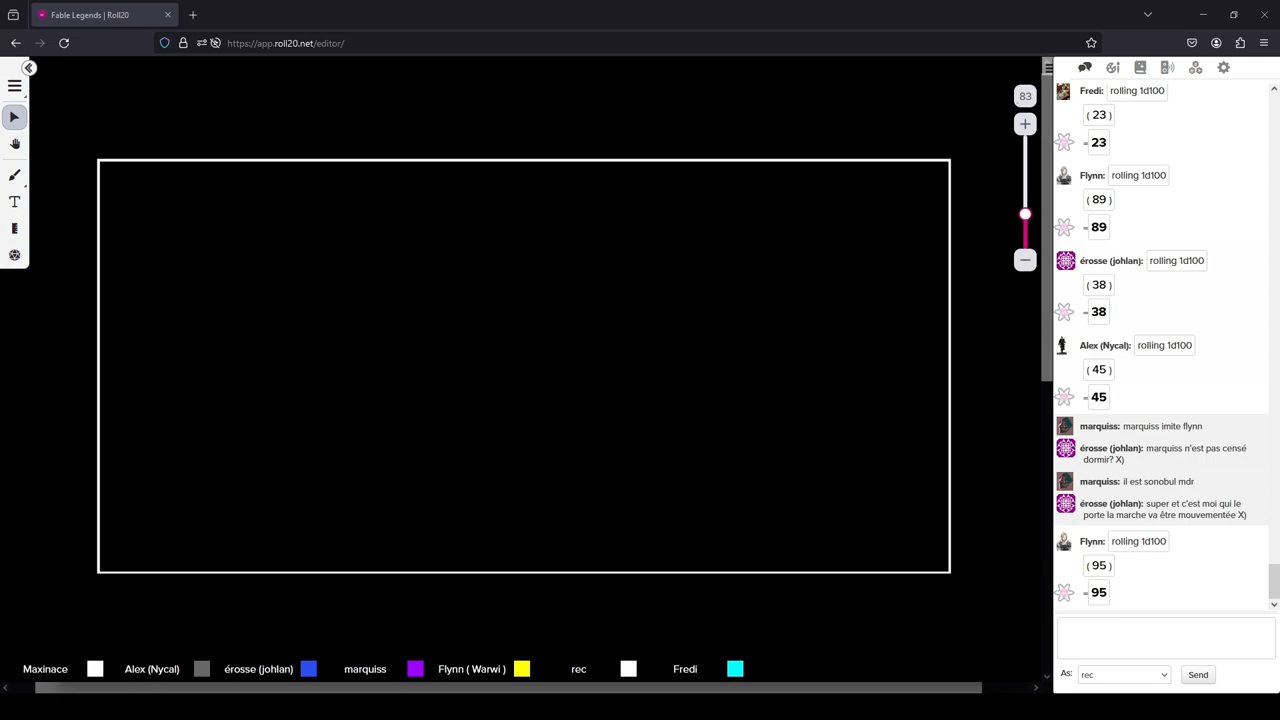 Fable Legends | Roll20
https://app.roll20.net/editor/
.83
Fredi: rolling 1d100
( 23 )
= 23
Flynn: rolling 1d100
( 89 )
= 89
érosse (johlan): rolling 1d100
( 38 )
= 38
Alex (Nycal): rolling 1d100
( 45 )
= 45
marquiss: marquiss imite flynn
érosse (johlan): marquiss n'est pas censé
dormir? X)
marquiss: il est sonobul mdr
érosse (johlan): super et c'est moi qui le
porte la marche va être mouvementée X)
Flynn: rolling 1d100
( 95 )
= 95
As: rec Send
Maxinace Alex (Nycal) érosse (johlan) marquiss Flynn ( Warwi ) rec Fredi